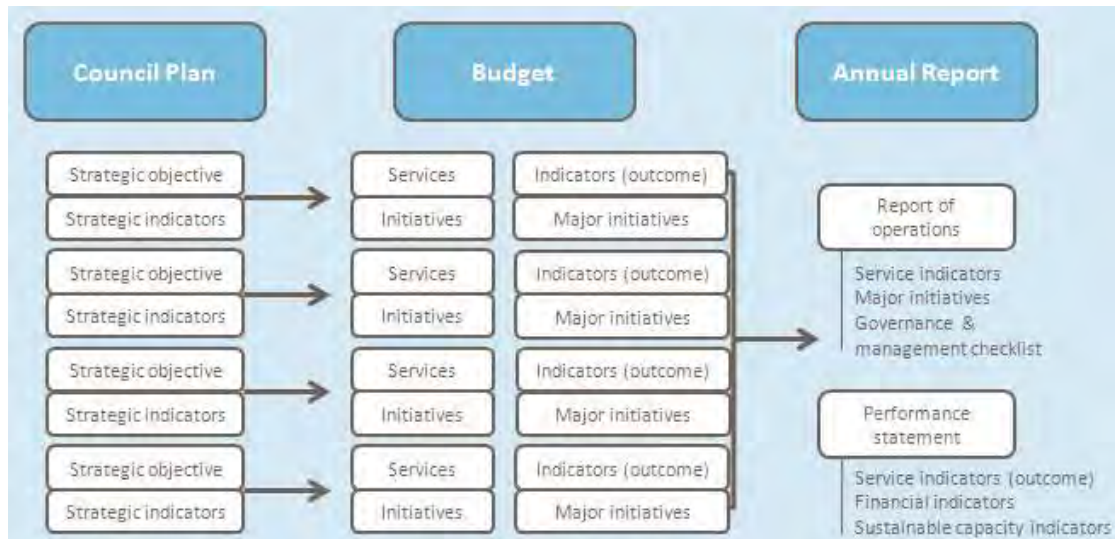 Council Plan
Budget
Annual Report
Strategic objective
Strategic indicators
Services
Initiatives
Indicators (outcome)
Major initiatives
Strategic objective
Strategic indicators
Services
Initiatives
Indicators (outcome)
Major initiatives
Strategic objective
Strategic indicators
Services
Initiatives
Indicators (outcome)
Major initiatives
Strategic objective
Strategic indicators
Services
Initiatives
Indicators (outcome)
Major initiatives
Report of
operations
Service indicators
Major initiatives
Governance &
management checklist
Performance
statement
Service indicators (outcome)
Financial indicators
Sustainable capacity indicators